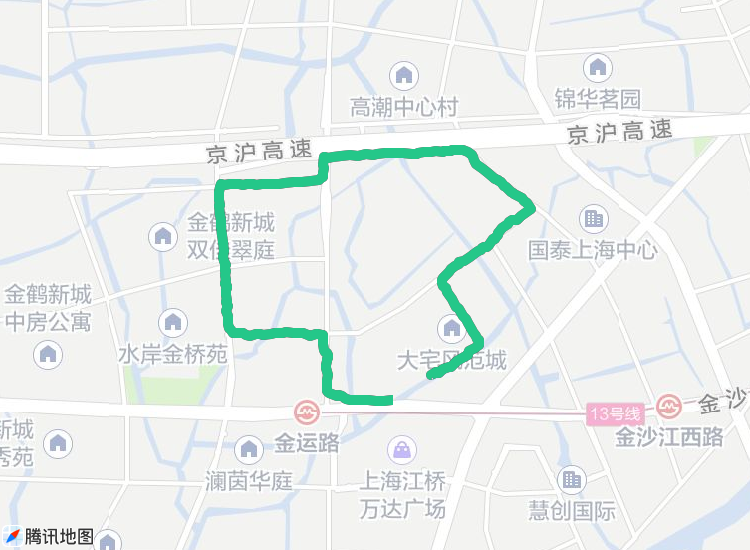 锦华茗园
高潮中心村
京沪高速
京沪高速
金鹤新城
国泰上海中心
金鹤新城
中房公寓
水岸金桥苑
大宅风范城
13号线
金沙
金运路
金沙江西路
新城
秀苑
澜茵华庭
上海江桥
万达广场
慧创国际
腾讯地图